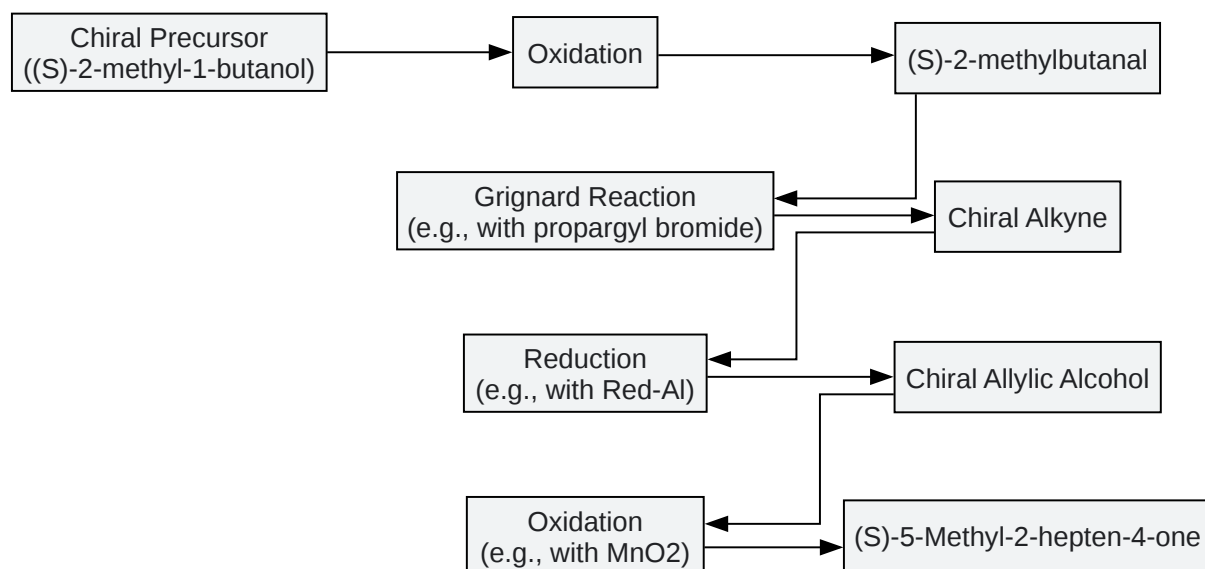 Chiral Precursor
((S)-2-methyl-1-butanol)
Oxidation
(S)-2-methylbutanal
Grignard Reaction
(e.g., with propargyl bromide)
Chiral Alkyne
Reduction
(e.g., with Red-Al)
Chiral Allylic Alcohol
Oxidation
(e.g., with MnO2)
(S)-5-Methyl-2-hepten-4-one